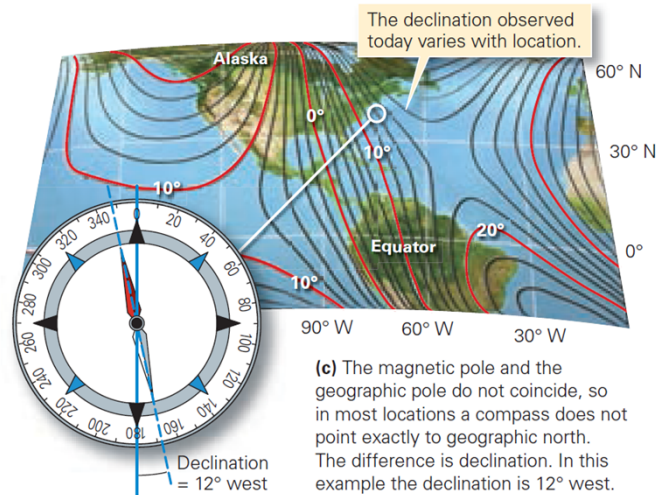 The declination observed
today varies with location.
Alaska
60° N
0°
10°
30° N
10°
20°
Equator
0°
10°
0
20
40
60
80
100
120
140
160
180
200
220
240
260
280
300
320
340
90° W
60° W
30° W
Declination
= 12° west
(c) The magnetic pole and the
geographic pole do not coincide, so
in most locations a compass does not
point exactly to geographic north.
The difference is declination. In this
example the declination is 12° west.